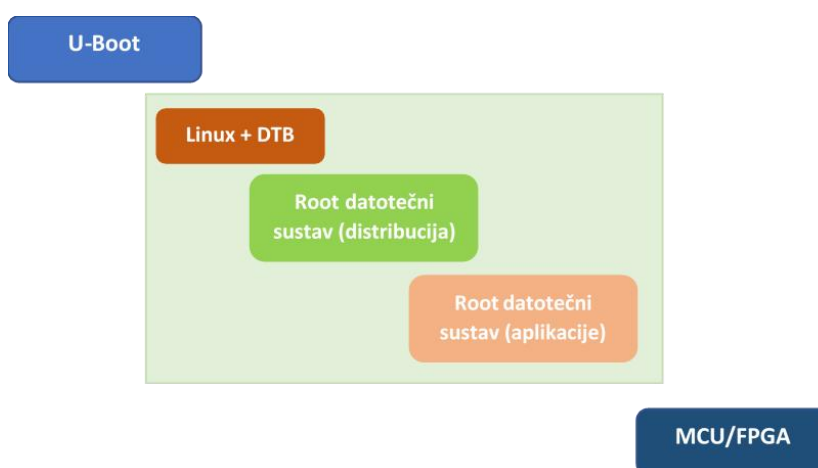 U-Boot
Linux + DTB
Root datotečni
sustav (distribucija)
Root datotečni
sustav (aplikacije)
MCU/FPGA